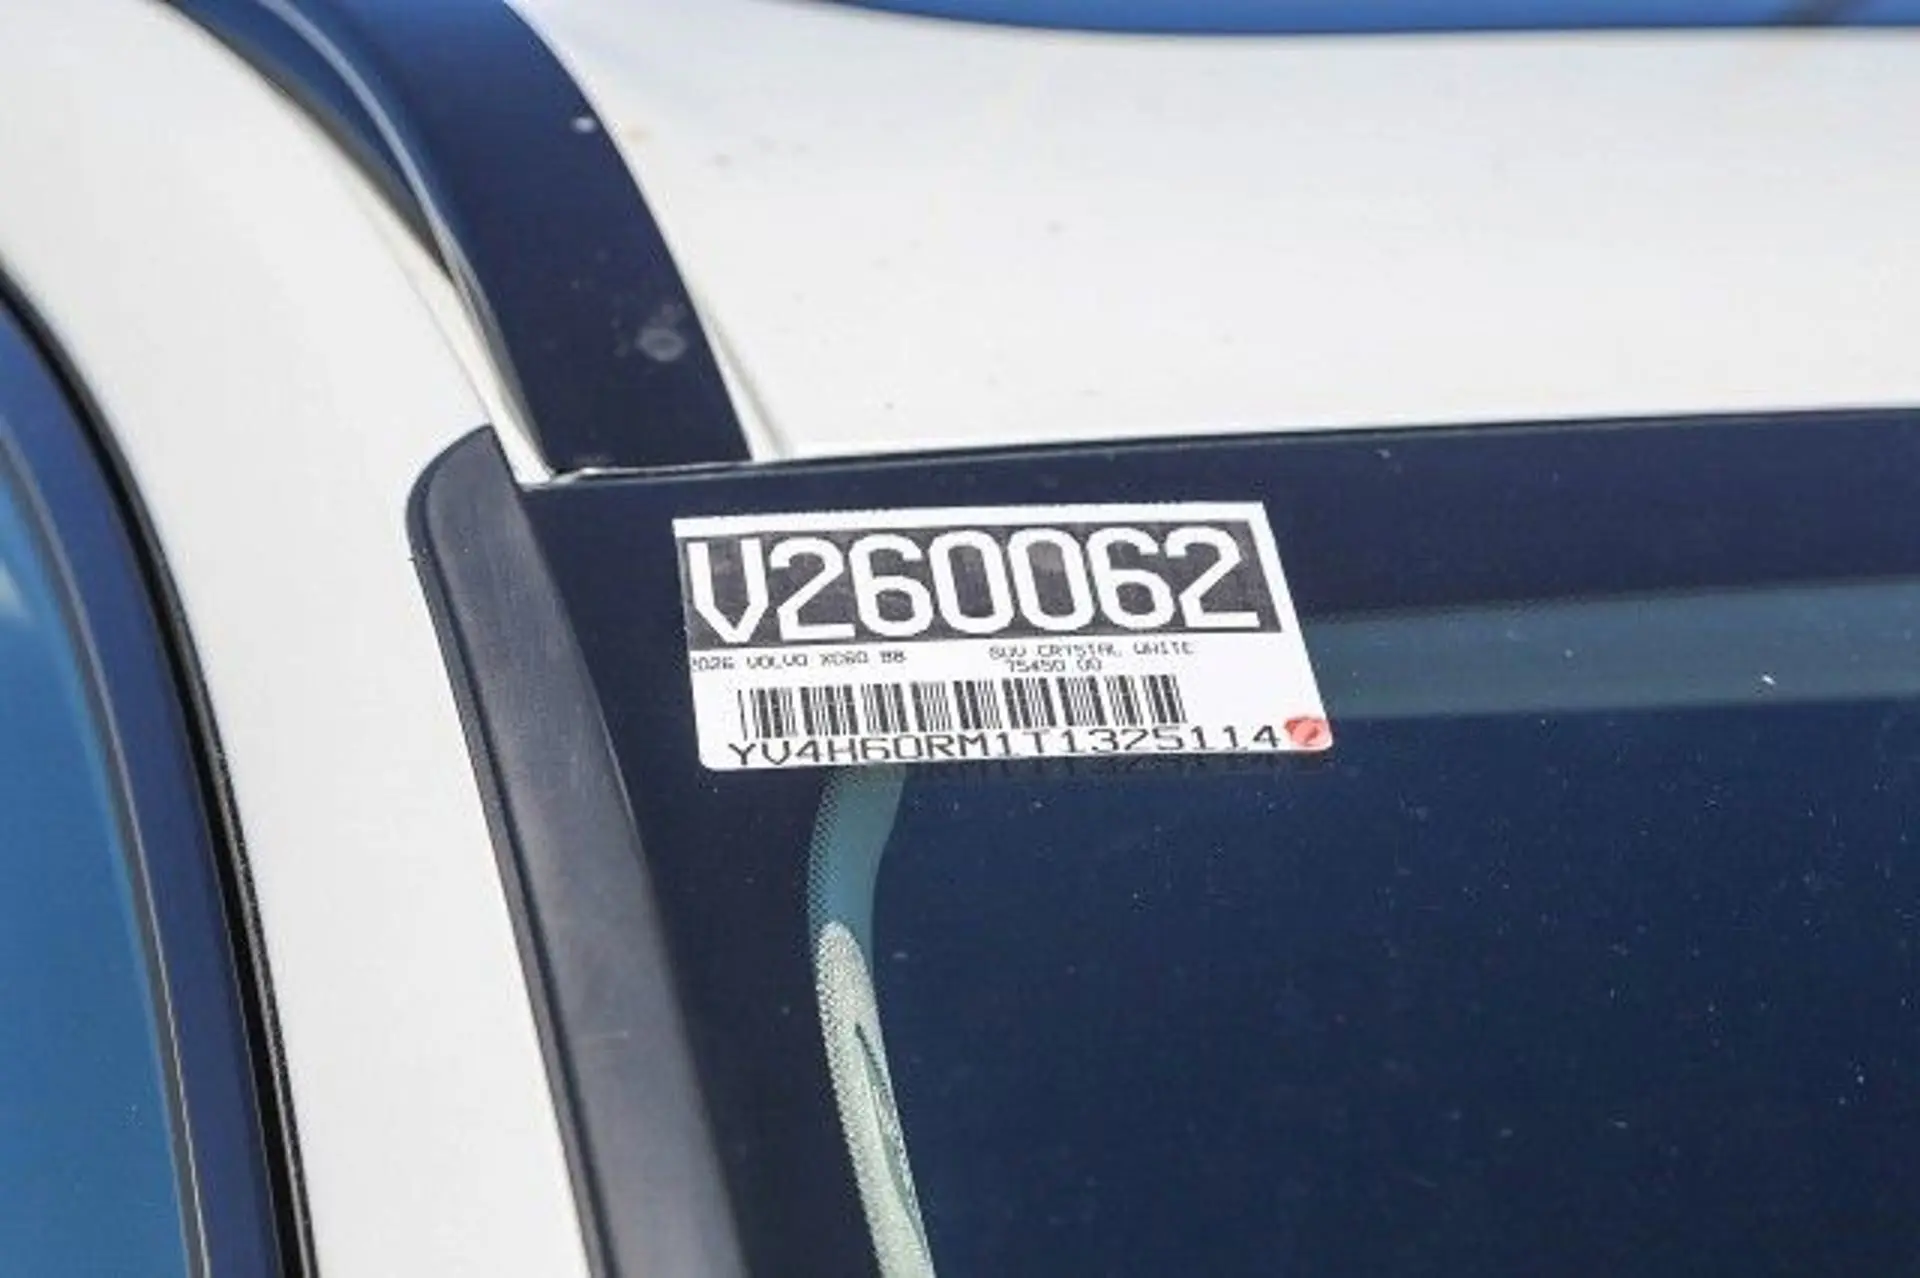 V260062
2026 VOLVO XC60 B8 SUV CRYSTAL WHITE
75450.00
YV4H60RM1T1325114